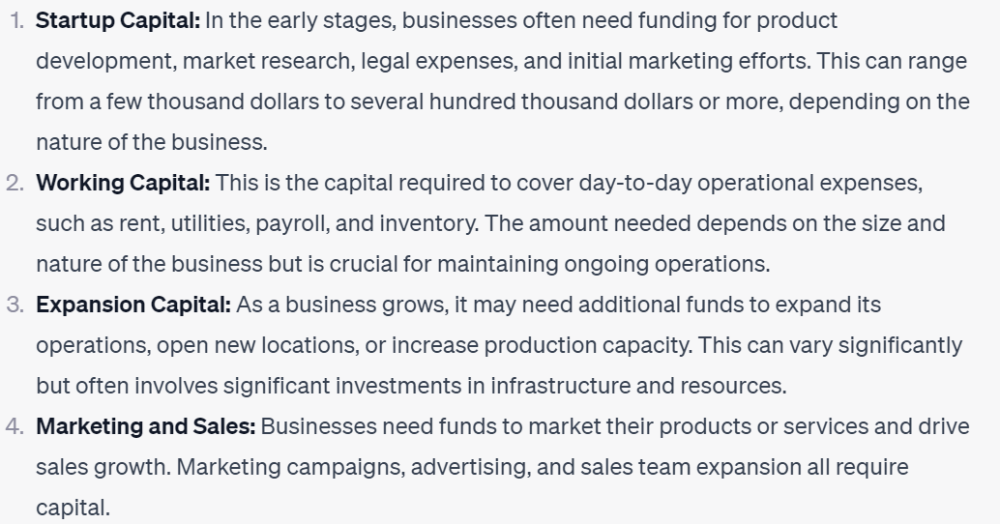 1. Startup Capital: In the early stages, businesses often need funding for product
development, market research, legal expenses, and initial marketing efforts. This can range
from a few thousand dollars to several hundred thousand dollars or more, depending on the
nature of the business.
2. Working Capital: This is the capital required to cover day-to-day operational expenses,
such as rent, utilities, payroll, and inventory. The amount needed depends on the size and
nature of the business but is crucial for maintaining ongoing operations.
3. Expansion Capital: As a business grows, it may need additional funds to expand its
operations, open new locations, or increase production capacity. This can vary significantly
but often involves significant investments in infrastructure and resources.
4. Marketing and Sales: Businesses need funds to market their products or services and drive
sales growth. Marketing campaigns, advertising, and sales team expansion all require
capital.